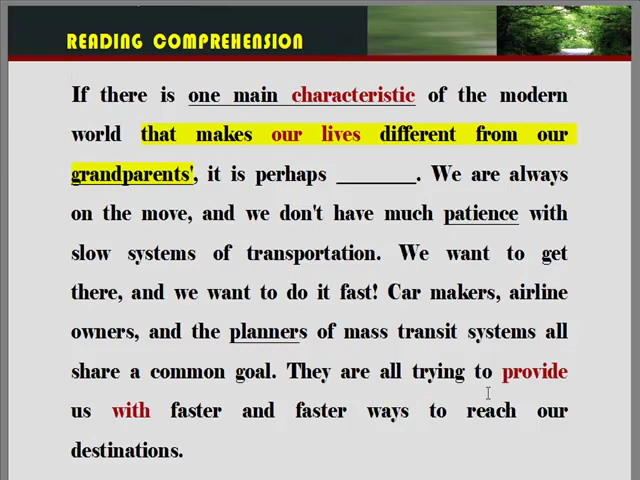 READING COMPREHENSION
If there is one main characteristic of the modern
world that makes our lives different from our
grandparents', it is perhaps ________. We are always
on the move, and we don't have much patience with
slow systems of transportation. We want to get
there, and we want to do it fast! Car makers, airline
owners, and the planners of mass transit systems all
share a common goal. They are all trying to provide
us with faster and faster ways to reach our
destinations.